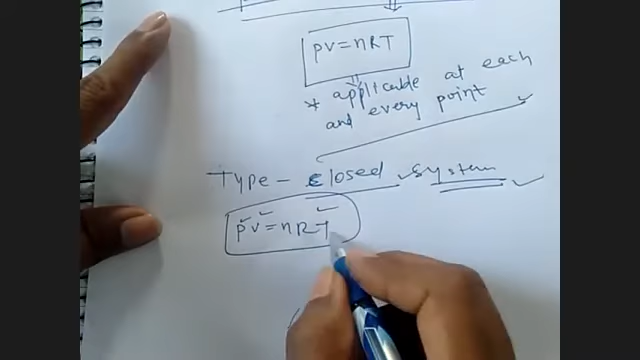 PV=nRT
* applicable at each
and every point
Type - closed system
PV=nRT